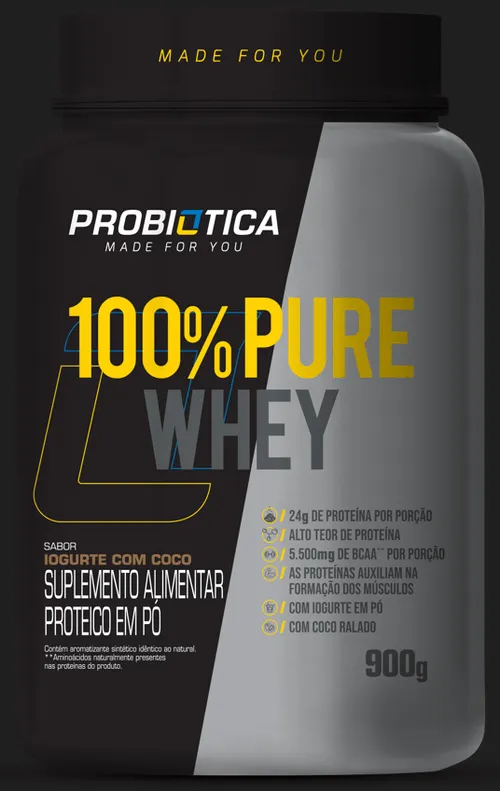 MADE FOR YOU
PROBIOTICA
MADE FOR YOU
100% PURE
WHEY
24g DE PROTEÍNA POR PORÇÃO
ALTO TEOR DE PROTEÍNA
5.500mg DE BCAA** POR PORÇÃO
AS PROTEÍNAS AUXILIAM NA
FORMAÇÃO DOS MÚSCULOS
COM IOGURTE EM PÓ
COM COCO RALADO
SABOR
IOGURTE COM COCO
SUPLEMENTO ALIMENTAR
PROTEICO EM PÓ
Contém aromatizante sintético idêntico ao natural.
**Aminoácidos naturalmente presentes
nas proteínas do produto.
900g